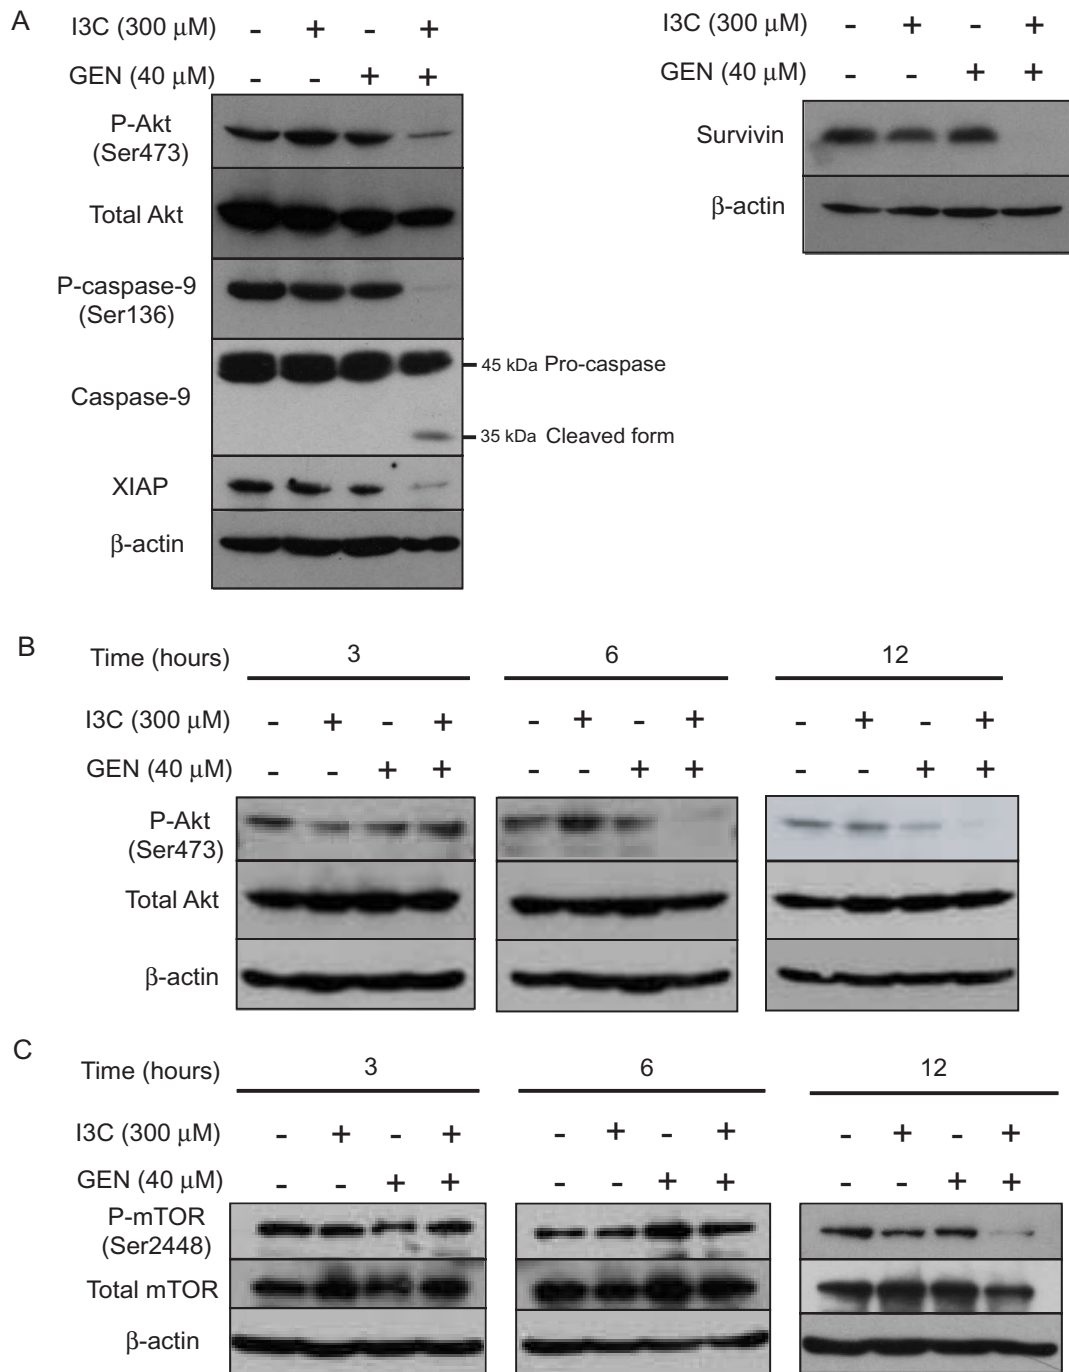 A
I3C (300 μM) - + - +
GEN (40 μM) - - + +
P-Akt
(Ser473)
Total Akt
P-caspase-9
(Ser136)
Caspase-9
45 kDa Pro-caspase
35 kDa Cleaved form
XIAP
β-actin
I3C (300 μM) - + - +
GEN (40 μM) - - + +
Survivin
β-actin
B
Time (hours) 3 6 12
I3C (300 μM) - + - + - + - + - + - +
GEN (40 μM) - - + + - - + + - - + +
P-Akt
(Ser473)
Total Akt
β-actin
C
Time (hours) 3 6 12
I3C (300 μM) - + - + - + - + - + - +
GEN (40 μM) - - + + - - + + - - + +
P-mTOR
(Ser2448)
Total mTOR
β-actin